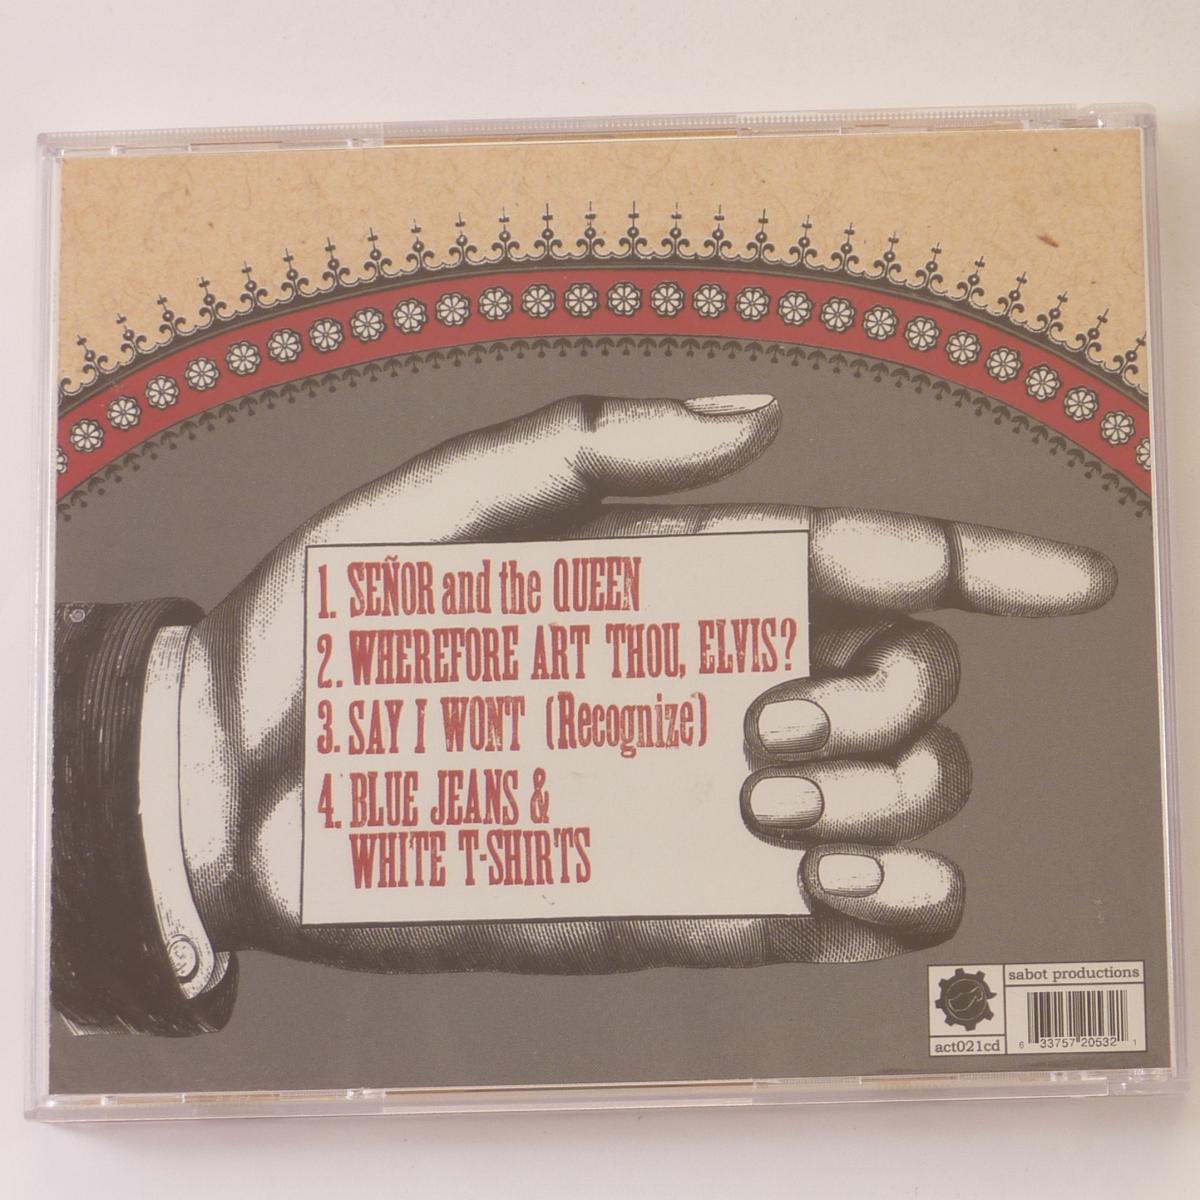 1. SEÑOR and the QUEEN
2. WHEREFORE ART THOU, ELVIS?
3. SAY I WONT (Recognize)
4. BLUE JEANS &
WHITE T-SHIRTS
sabot productions
act021cd
6 33757 20532 1